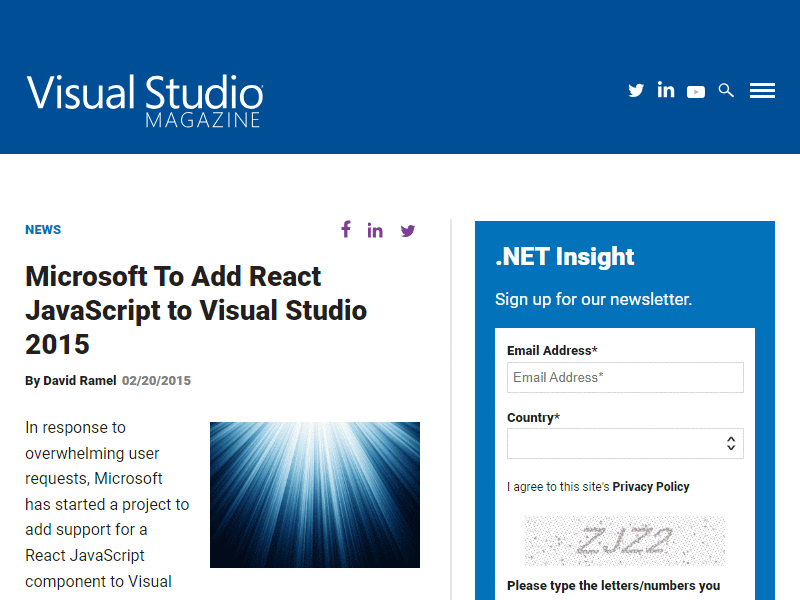 Visual Studio
MAGAZINE
NEWS
Microsoft To Add React
JavaScript to Visual Studio
2015
By David Ramel 02/20/2015
In response to
overwhelming user
requests, Microsoft
has started a project to
add support for a
React JavaScript
component to Visual
.NET Insight
Sign up for our newsletter.
Email Address*
Email Address*
Country*
I agree to this site's Privacy Policy
ZJZ2
Please type the letters/numbers you